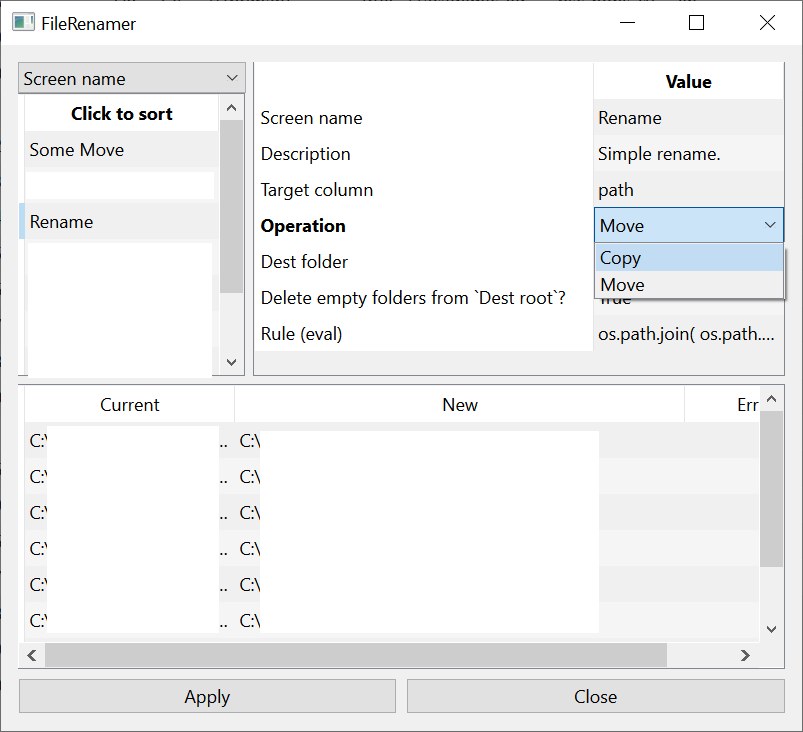 FileRenamer
Screen name
Click to sort
Some Move
Rename
Value
Screen name Rename
Description Simple rename.
Target column path
Operation Move
Copy
Dest folder
Move
Delete empty folders from `Dest root`? True
Rule (eval) os.path.join( os.path....
Current New Err
C:\ .. C:\
C:\ .. C:\
C:\ .. C:\
C:\ .. C:\
C:\ .. C:\
C:\ .. C:\
Apply Close